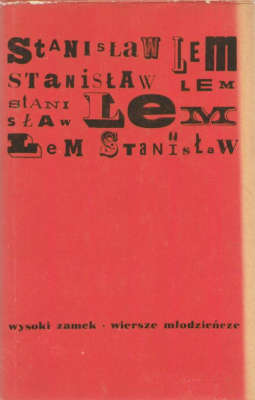 STANISŁAW LEM
STANISŁAW LEM
STANI
SŁAW LEM
LEM STANISŁAW
wysoki zamek · wiersze młodzieńcze